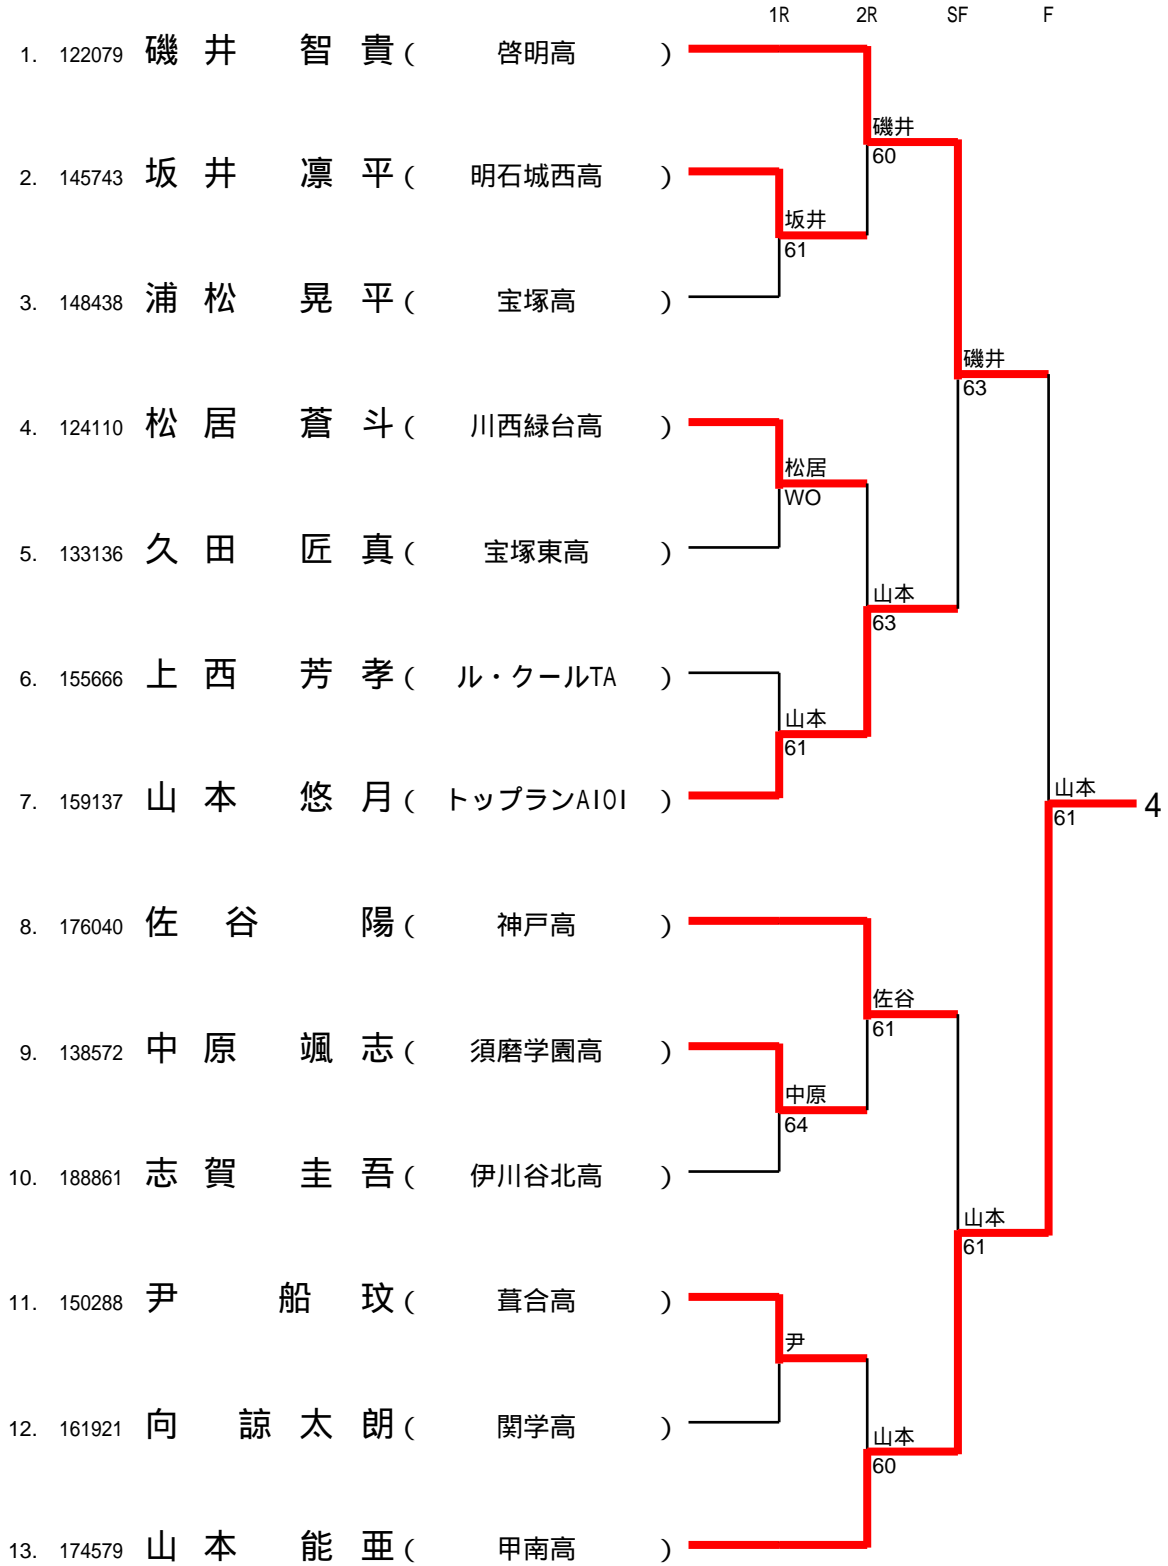 1R 2R SF F
1. 122079 磯井 智貴 ( 啓明高 )
磯井
60
2. 145743 坂井 凛平 ( 明石城西高 )
坂井
61
3. 148438 浦松 晃平 ( 宝塚高 )
磯井
63
4. 124110 松居 蒼斗 ( 川西緑台高 )
松居
WO
5. 133136 久田 匠真 ( 宝塚東高 )
山本
63
6. 155666 上西 芳孝 ( ル・クールTA )
山本
61
7. 159137 山本 悠月 ( トップランAIOI )
山本
61
4
8. 176040 佐谷 陽 ( 神戸高 )
佐谷
61
9. 138572 中原 颯志 ( 須磨学園高 )
中原
64
10. 188861 志賀 圭吾 ( 伊川谷北高 )
山本
61
11. 150288 尹 船玟 ( 葺合高 )
尹
12. 161921 向 諒太朗 ( 関学高 )
山本
60
13. 174579 山本 能亜 ( 甲南高 )